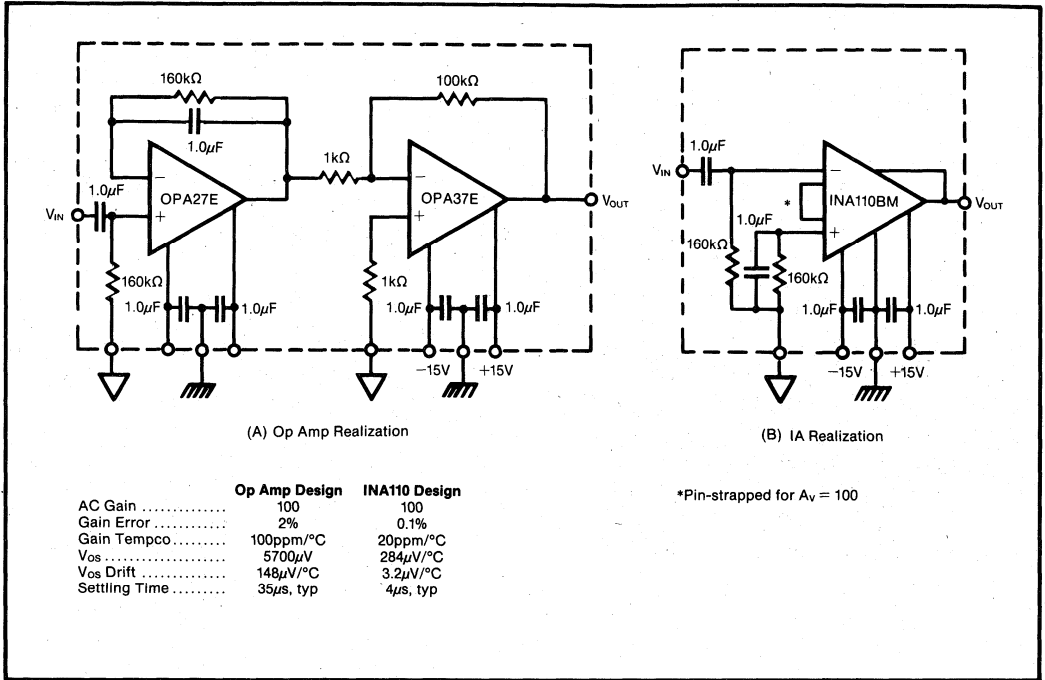 160kΩ
1.0µF
−
OPA27E
+
1.0µF
VIN
160kΩ
1.0µF
1.0µF
1kΩ
100kΩ
−
OPA37E
+
VOUT
1kΩ
1.0µF
1.0µF
−15V
+15V
(A) Op Amp Realization
1.0µF
VIN
−
INA110BM
*
+
VOUT
1.0µF
160kΩ
160kΩ
1.0µF
1.0µF
−15V
+15V
(B) IA Realization
Op Amp Design INA110 Design
AC Gain ............. 100 100
Gain Error ........... 2% 0.1%
Gain Tempco ........ 100ppm/°C 20ppm/°C
VOS .................. 5700µV 284µV/°C
VOS Drift ............. 148µV/°C 3.2µV/°C
Settling Time ......... 35µs, typ 4µs, typ
*Pin-strapped for AV = 100